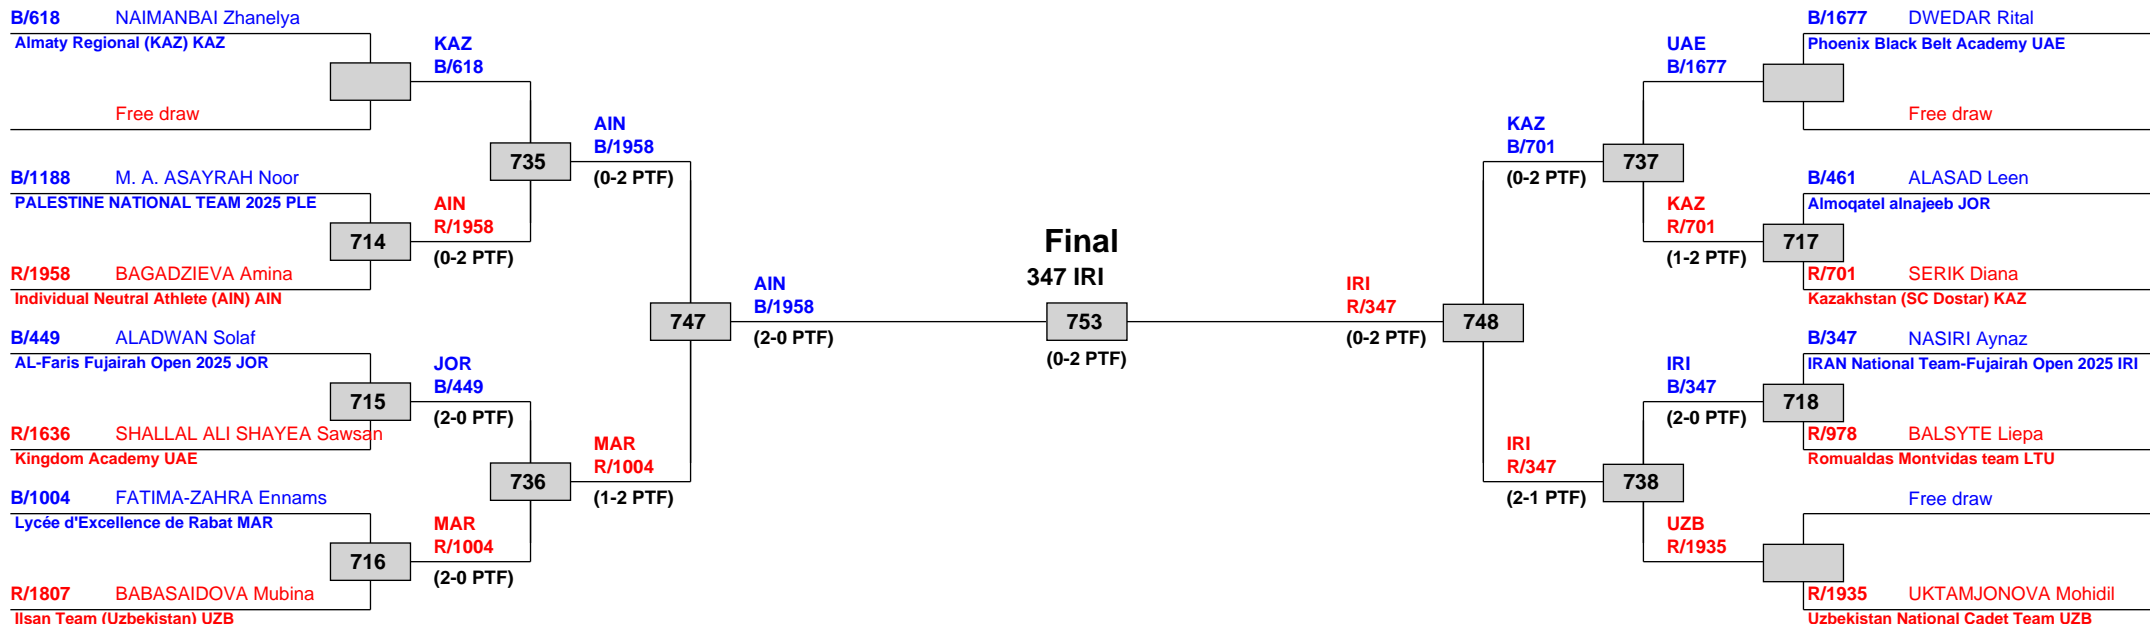 B/618 NAIMANBAI Zhanelya
Almaty Regional (KAZ) KAZ
Free draw
B/1188 M. A. ASAYRAH Noor
PALESTINE NATIONAL TEAM 2025 PLE
714
R/1958 BAGADZIEVA Amina
Individual Neutral Athlete (AIN) AIN
B/449 ALADWAN Solaf
AL-Faris Fujairah Open 2025 JOR
715
R/1636 SHALLAL ALI SHAYEA Sawsan
Kingdom Academy UAE
B/1004 FATIMA-ZAHRA Ennams
Lycée d'Excellence de Rabat MAR
716
R/1807 BABASAIDOVA Mubina
Ilsan Team (Uzbekistan) UZB
KAZ
B/618
735
AIN
R/1958
(0-2 PTF)
JOR
B/449
(2-0 PTF)
736
MAR
R/1004
(2-0 PTF)
AIN
B/1958
(0-2 PTF)
747
MAR
R/1004
(1-2 PTF)
AIN
B/1958
(2-0 PTF)
Final
347 IRI
753
(0-2 PTF)
IRI
R/347
(0-2 PTF)
KAZ
B/701
(0-2 PTF)
748
IRI
R/347
(2-1 PTF)
UAE
B/1677
737
KAZ
R/701
(1-2 PTF)
IRI
B/347
(2-0 PTF)
738
UZB
R/1935
B/1677 DWEDAR Rital
Phoenix Black Belt Academy UAE
Free draw
B/461 ALASAD Leen
Almoqatel alnajeeb JOR
717
R/701 SERIK Diana
Kazakhstan (SC Dostar) KAZ
B/347 NASIRI Aynaz
IRAN National Team-Fujairah Open 2025 IRI
718
R/978 BALSYTE Liepa
Romualdas Montvidas team LTU
Free draw
R/1935 UKTAMJONOVA Mohidil
Uzbekistan National Cadet Team UZB